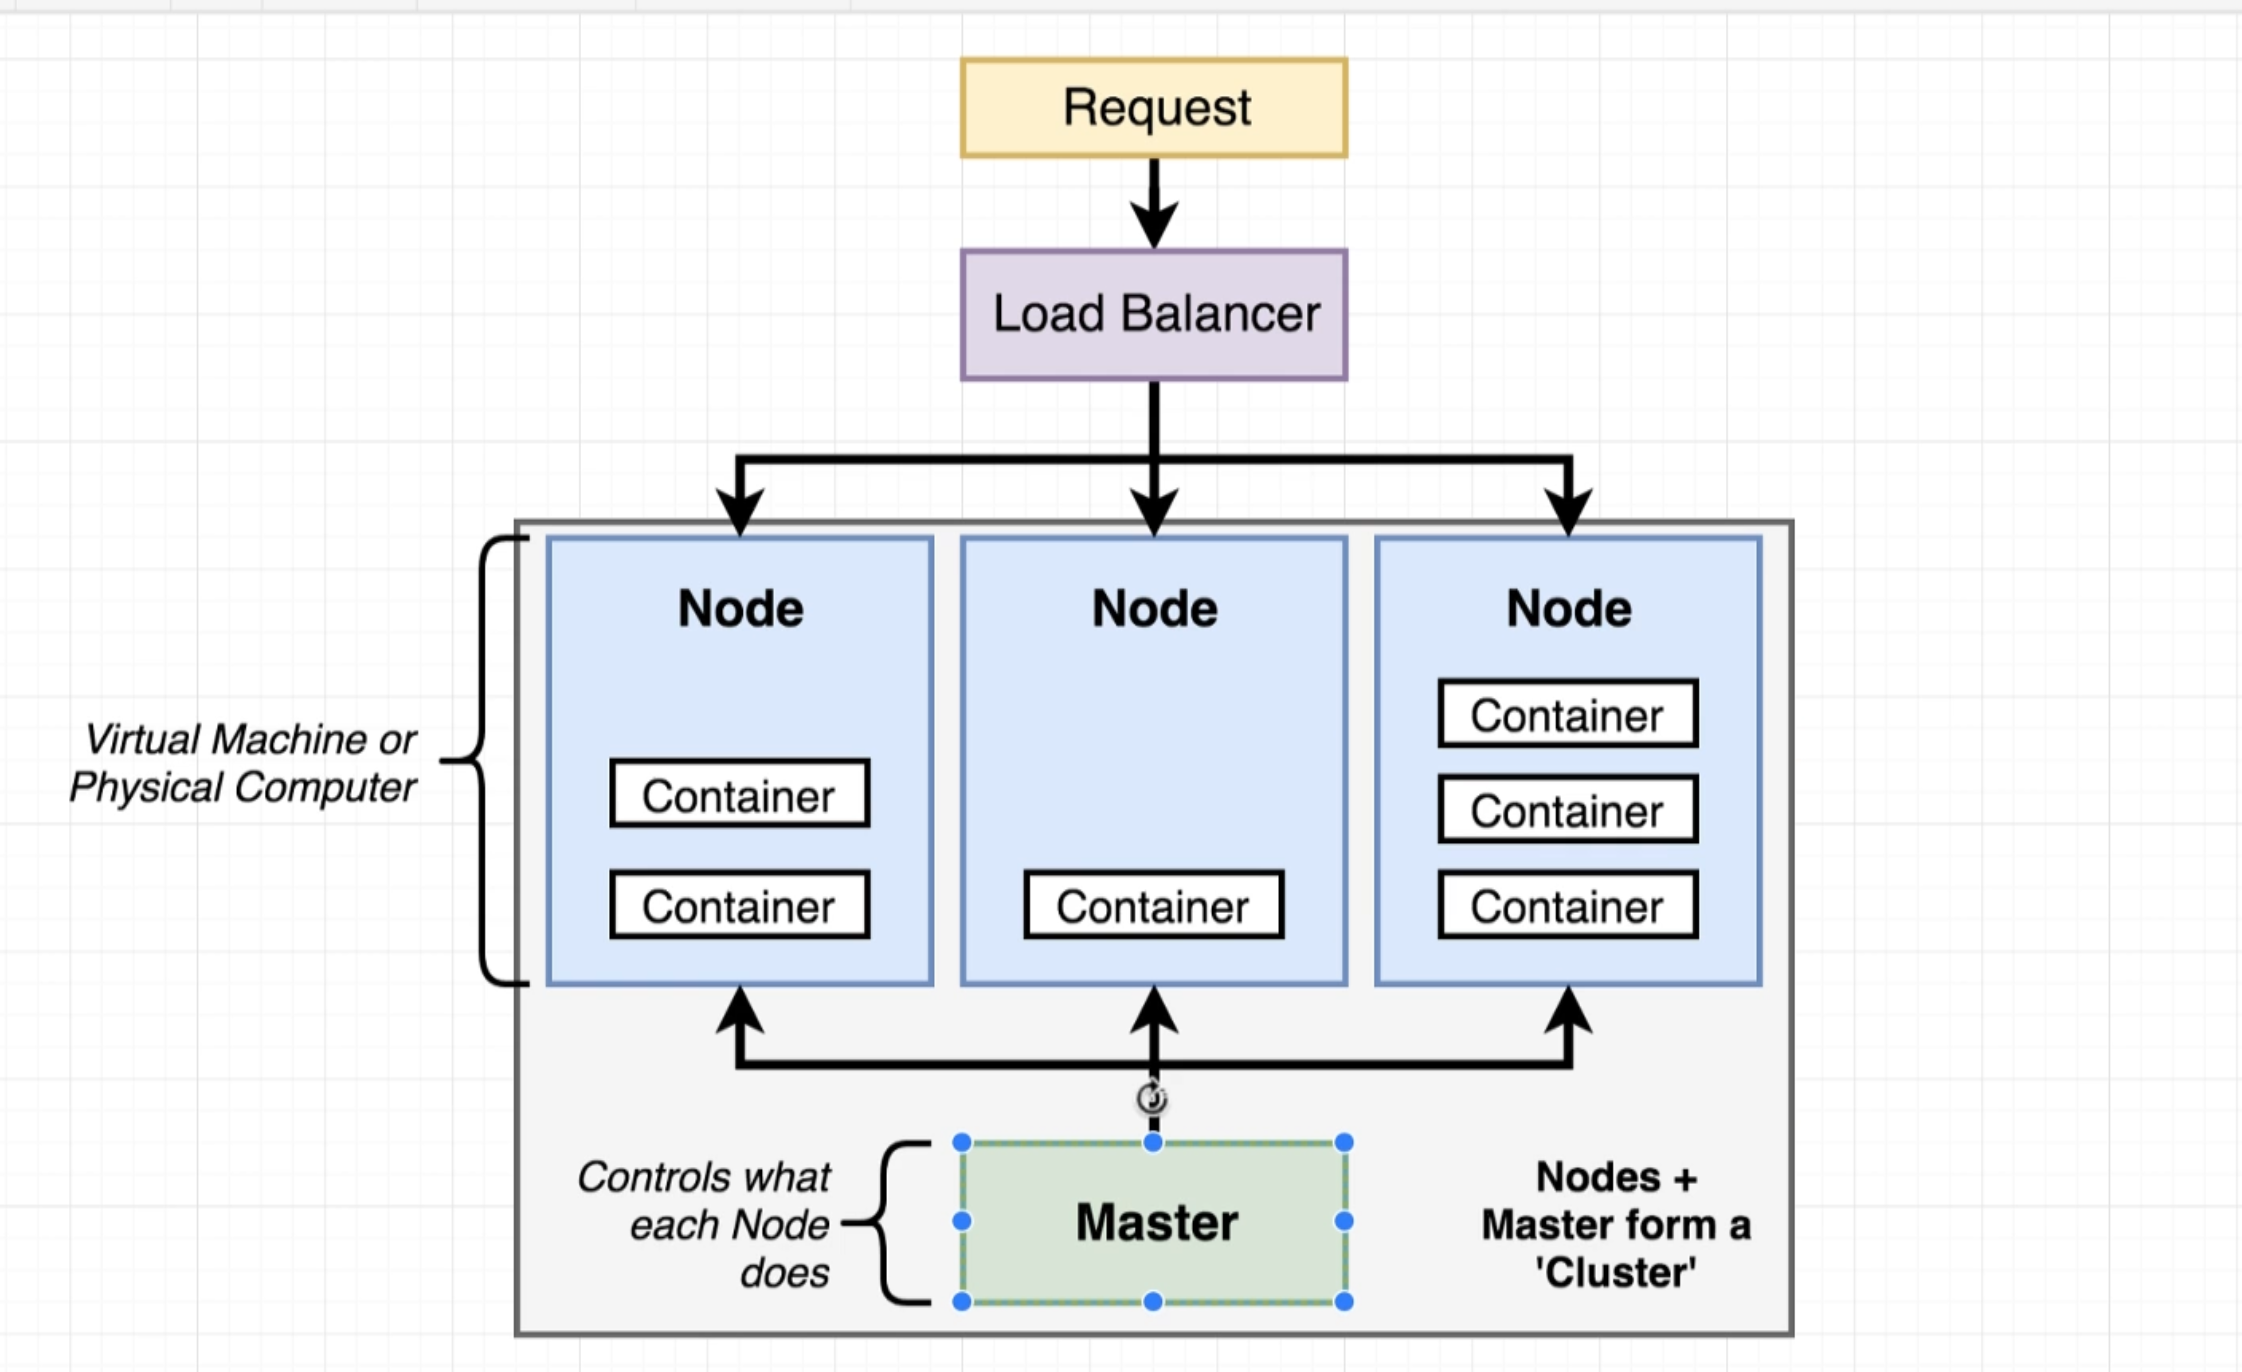 Request
Load Balancer
Node
Node
Node
Virtual Machine or
Physical Computer
Container
Container
Container
Container
Container
Container
Controls what
each Node
does
Master
Nodes +
Master form a
'Cluster'